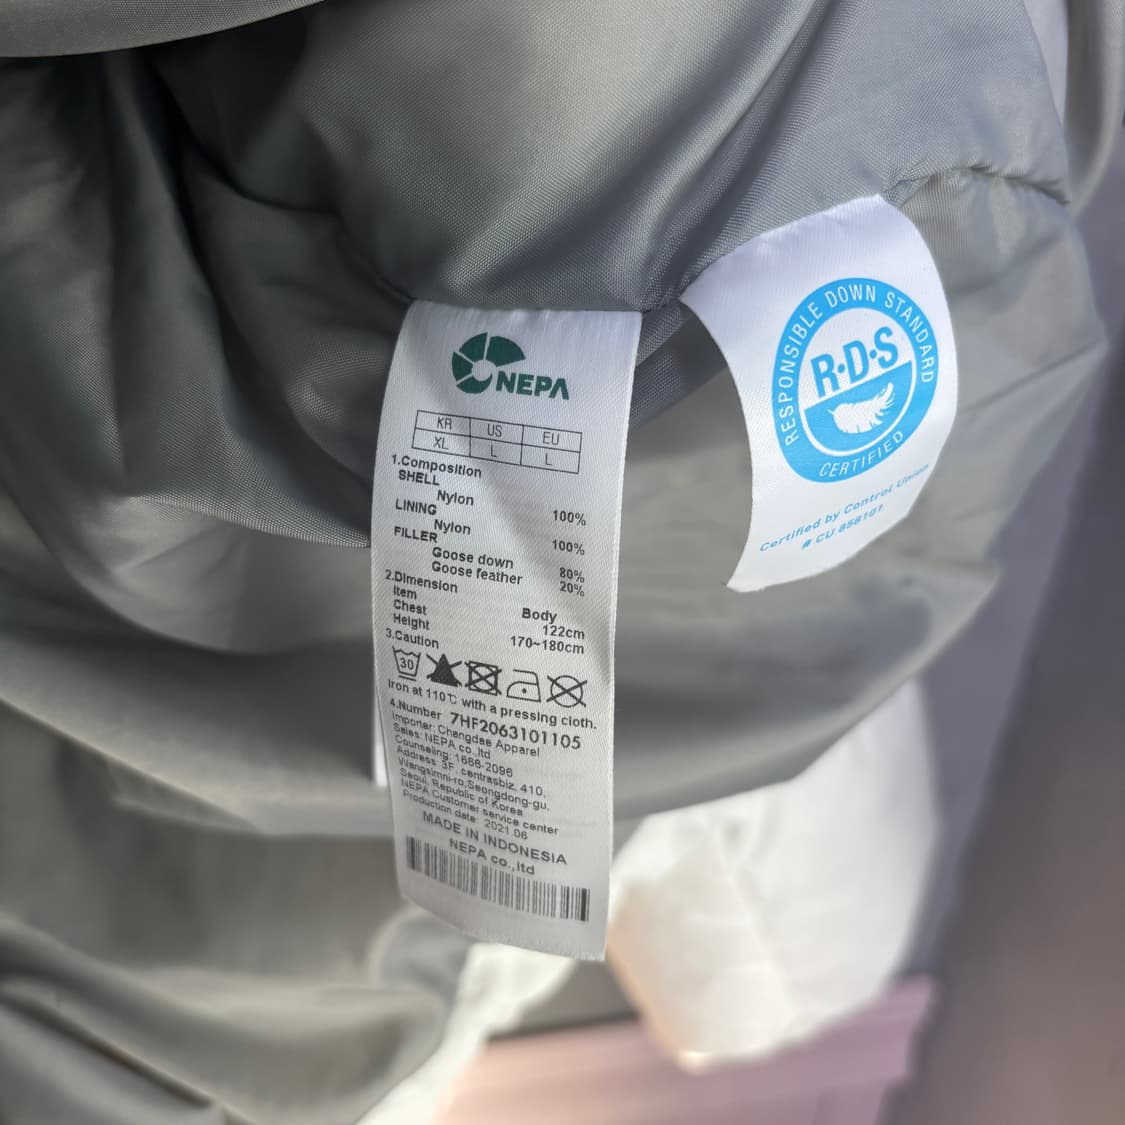 NEPA
KR US EU
XL L L
1.Composition
SHELL
Nylon 100%
LINING
Nylon 100%
FILLER
Goose down 80%
Goose feather 20%
2.Dimension
Item Body
Chest 122cm
Height 170~180cm
3.Caution
30
Iron at 110℃ with a pressing cloth.
4.Number 7HF2063101105
Importer: Changdae Apparel
Sales: NEPA co.,ltd
Counseling: 1666-2096
Address 3F, centrasbiz, 410,
Wangsimni-ro,Seongdong-gu,
Seoul, Republic of Korea
NEPA Customer service center
Production date: 2021.06
MADE IN INDONESIA
NEPA co.,ltd
RESPONSIBLE DOWN STANDARD
R·D·S
CERTIFIED
Certified by Control Union
# CU 856101